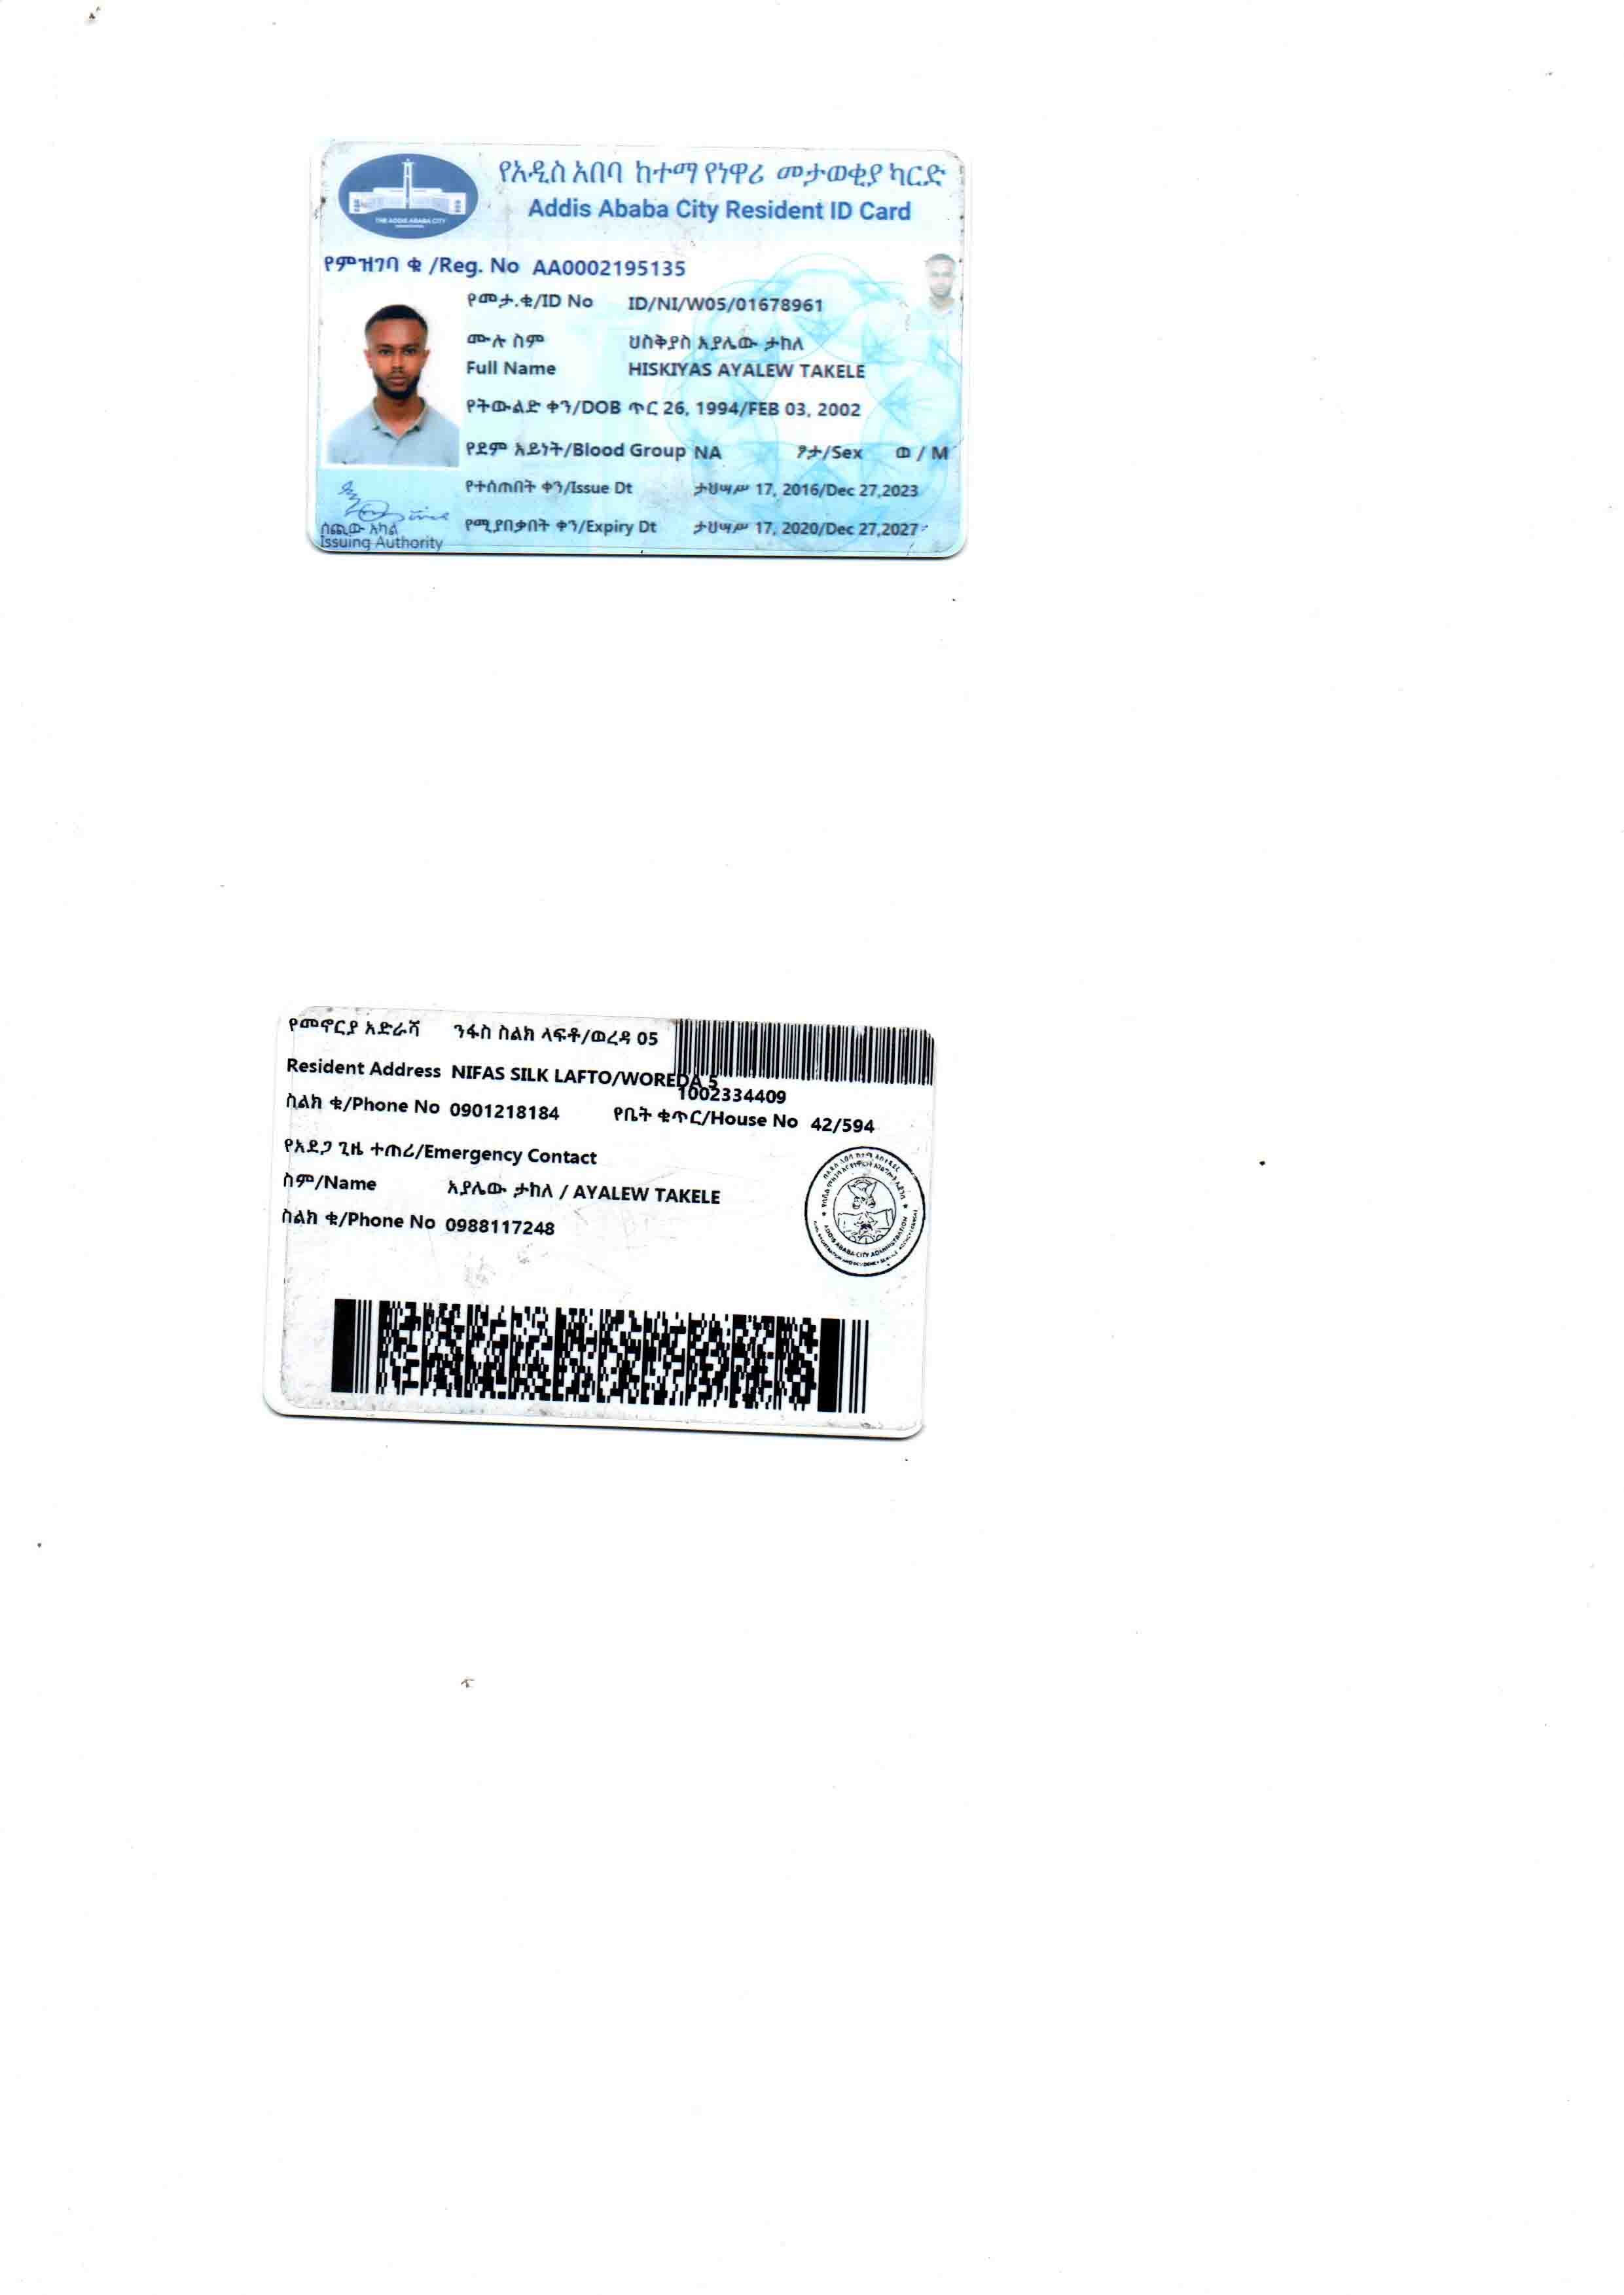 የአዲስ አበባ ከተማ የነዋሪ መታወቂያ ካርድ
Addis Ababa City Resident ID Card
THE ADDIS ABABA CITY
የምዝገባ ቁ /Reg. No AA0002195135
የመታ.ቁ/ID No ID/NI/W05/01678961
ሙሉ ስም ህስቅያስ አያሌው ታከለ
Full Name HISKIYAS AYALEW TAKELE
የትውልድ ቀን/DOB ጥር 26, 1994/FEB 03, 2002
የደም አይነት/Blood Group NA ፆታ/Sex ወ / M
የተሰጠበት ቀን/Issue Dt ታህሣሥ 17, 2016/Dec 27,2023
የሚያበቃበት ቀን/Expiry Dt ታህሣሥ 17, 2020/Dec 27,2027
ሰጪው አካል
Issuing Authority
የመኖርያ አድራሻ ንፋስ ስልክ ላፍቶ/ወረዳ 05
Resident Address NIFAS SILK LAFTO/WOREDA 5
1002334409
ስልክ ቁ/Phone No 0901218184 የቤት ቁጥር/House No 42/594
የአደጋ ጊዜ ተጠሪ/Emergency Contact
ስም/Name አያሌው ታከለ / AYALEW TAKELE
ስልክ ቁ/Phone No 0988117248
ADDIS ABABA CITY ADMINISTRATION